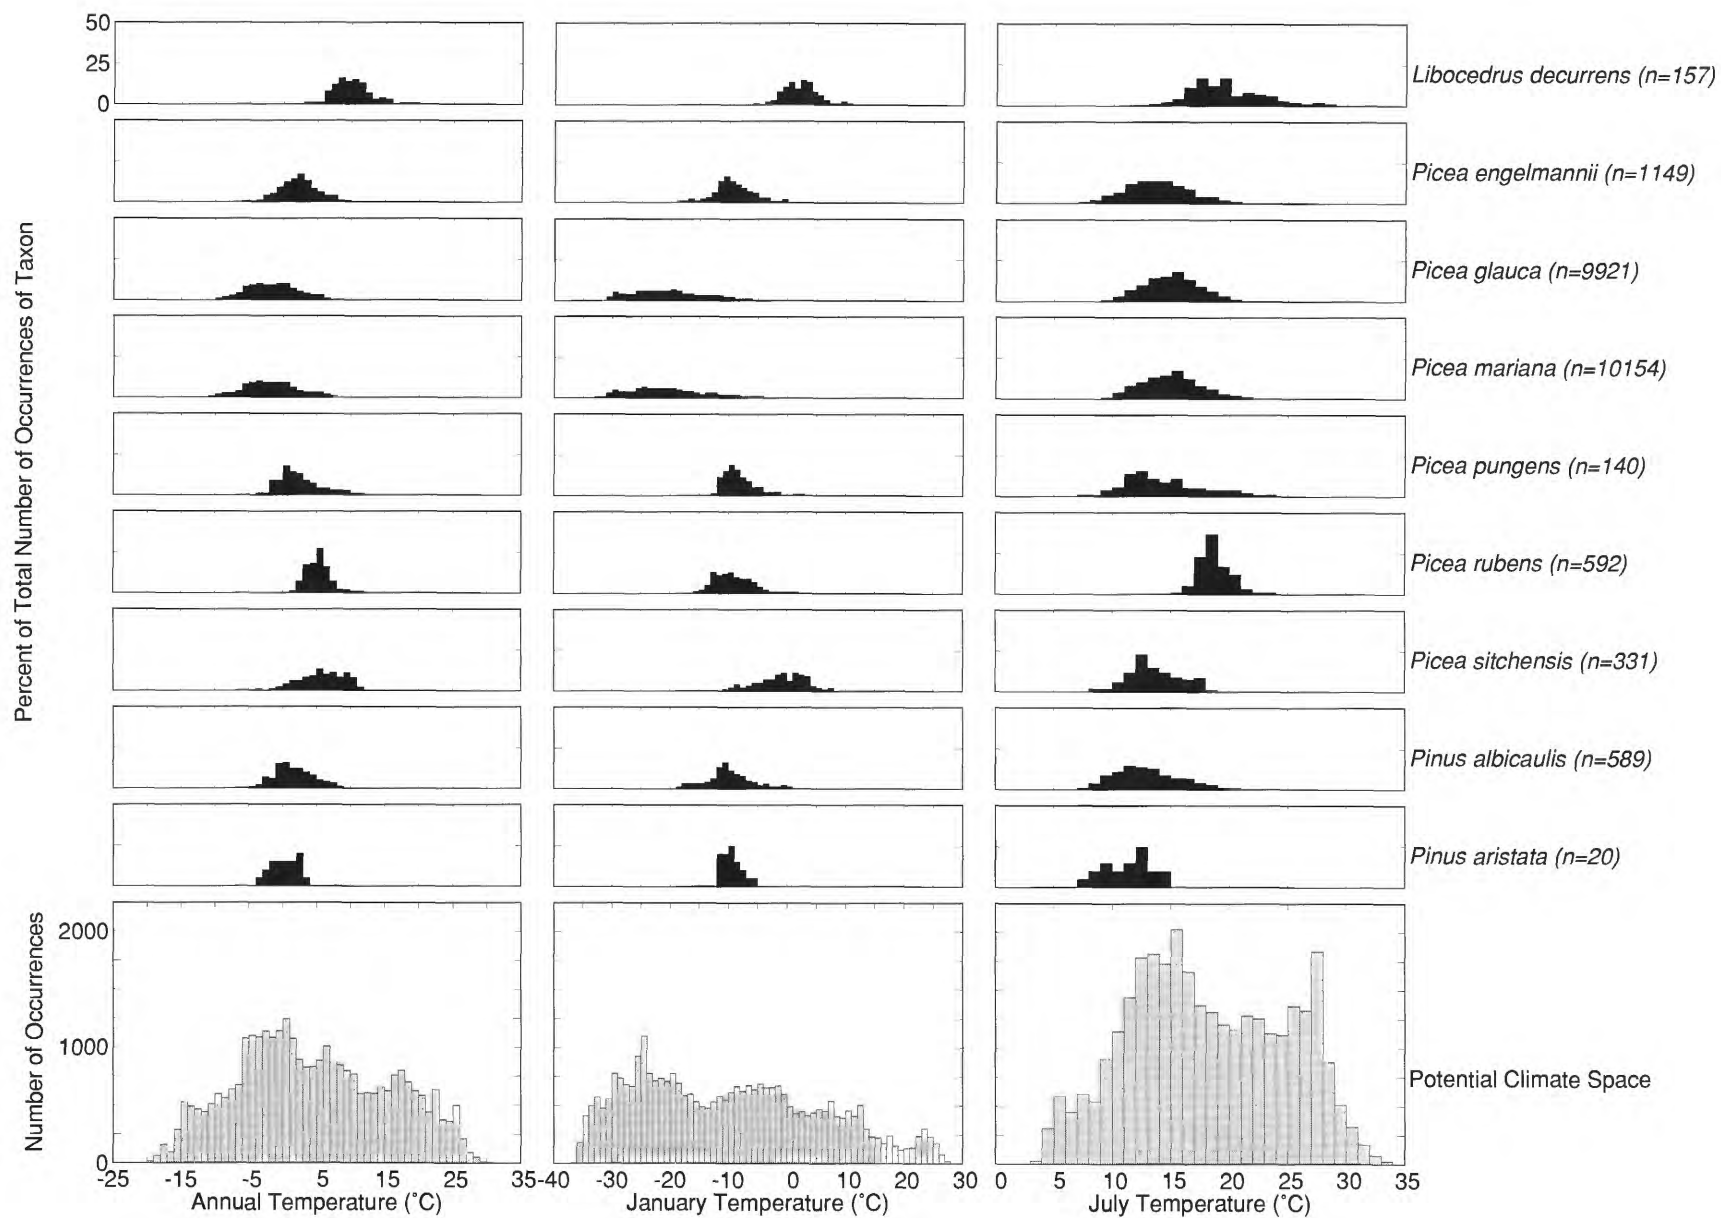 50
25
0
Libocedrus decurrens (n=157)
Picea engelmannii (n=1149)
Picea glauca (n=9921)
Picea mariana (n=10154)
Picea pungens (n=140)
Picea rubens (n=592)
Picea sitchensis (n=331)
Pinus albicaulis (n=589)
Pinus aristata (n=20)
Percent of Total Number of Occurrences of Taxon
Number of Occurrences
2000
1000
0
Potential Climate Space
-25 -15 -5 5 15 25 35
-40 -30 -20 -10 0 10 20 30
0 5 10 15 20 25 30 35
Annual Temperature (°C)
January Temperature (°C)
July Temperature (°C)